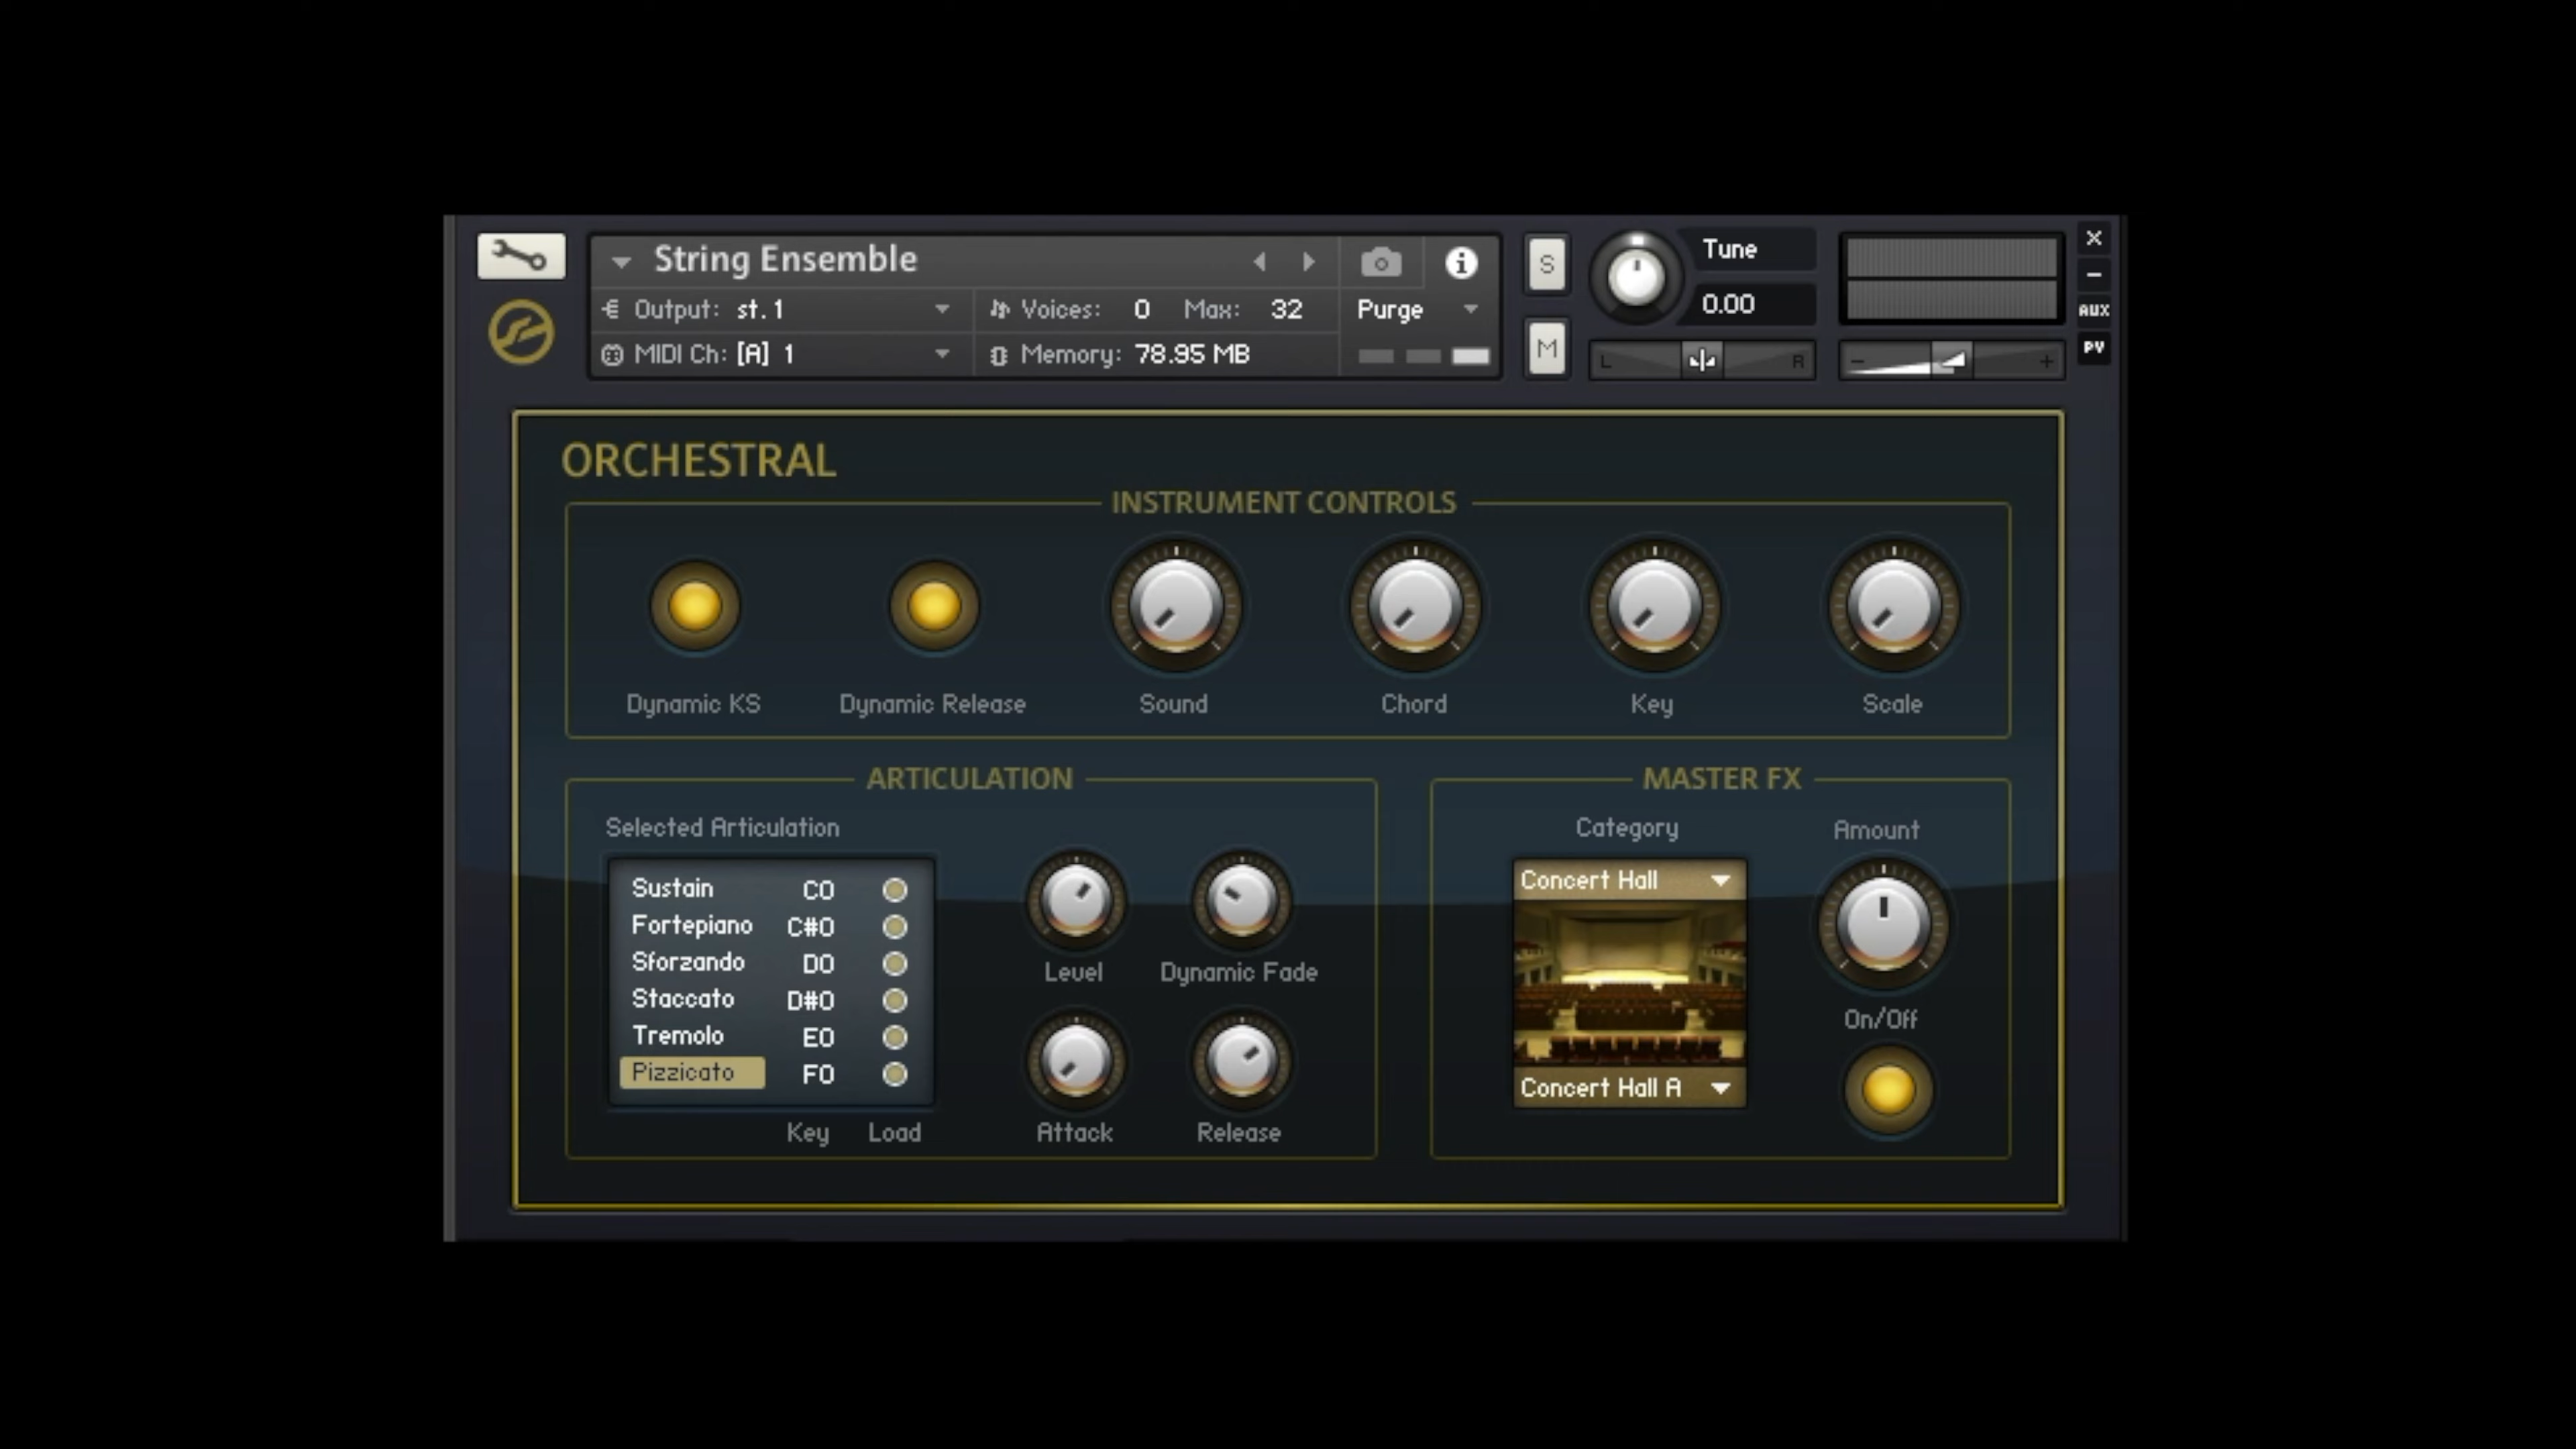 String Ensemble
Output: st.1
Voices: 0 Max: 32
Purge
MIDI Ch: [A] 1
Memory: 78.95 MB
S
M
Tune
0.00
L R
- +
X
-
AUX
PV
ORCHESTRAL
INSTRUMENT CONTROLS
Dynamic KS
Dynamic Release
Sound
Chord
Key
Scale
ARTICULATION
Selected Articulation
Sustain C0
Fortepiano C#0
Sforzando D0
Staccato D#0
Tremolo E0
Pizzicato F0
Key Load
Level
Dynamic Fade
Attack
Release
MASTER FX
Category
Concert Hall
Concert Hall A
Amount
On/Off